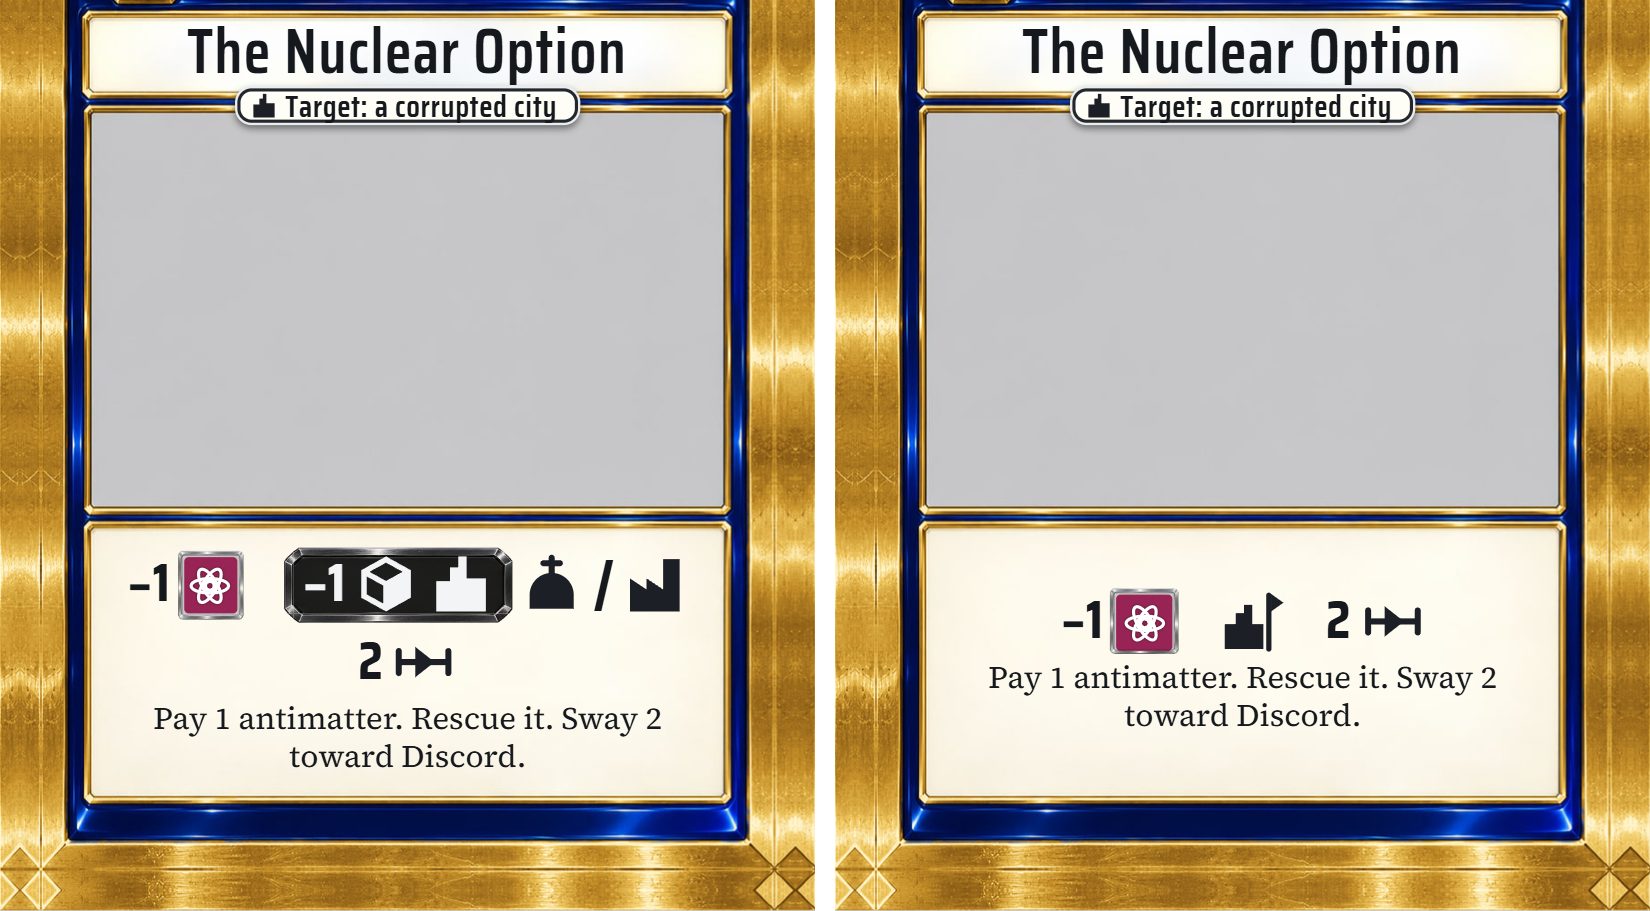 The Nuclear Option
Target: a corrupted city
–1 –1 /
2
Pay 1 antimatter. Rescue it. Sway 2
toward Discord.
The Nuclear Option
Target: a corrupted city
–1 2
Pay 1 antimatter. Rescue it. Sway 2
toward Discord.